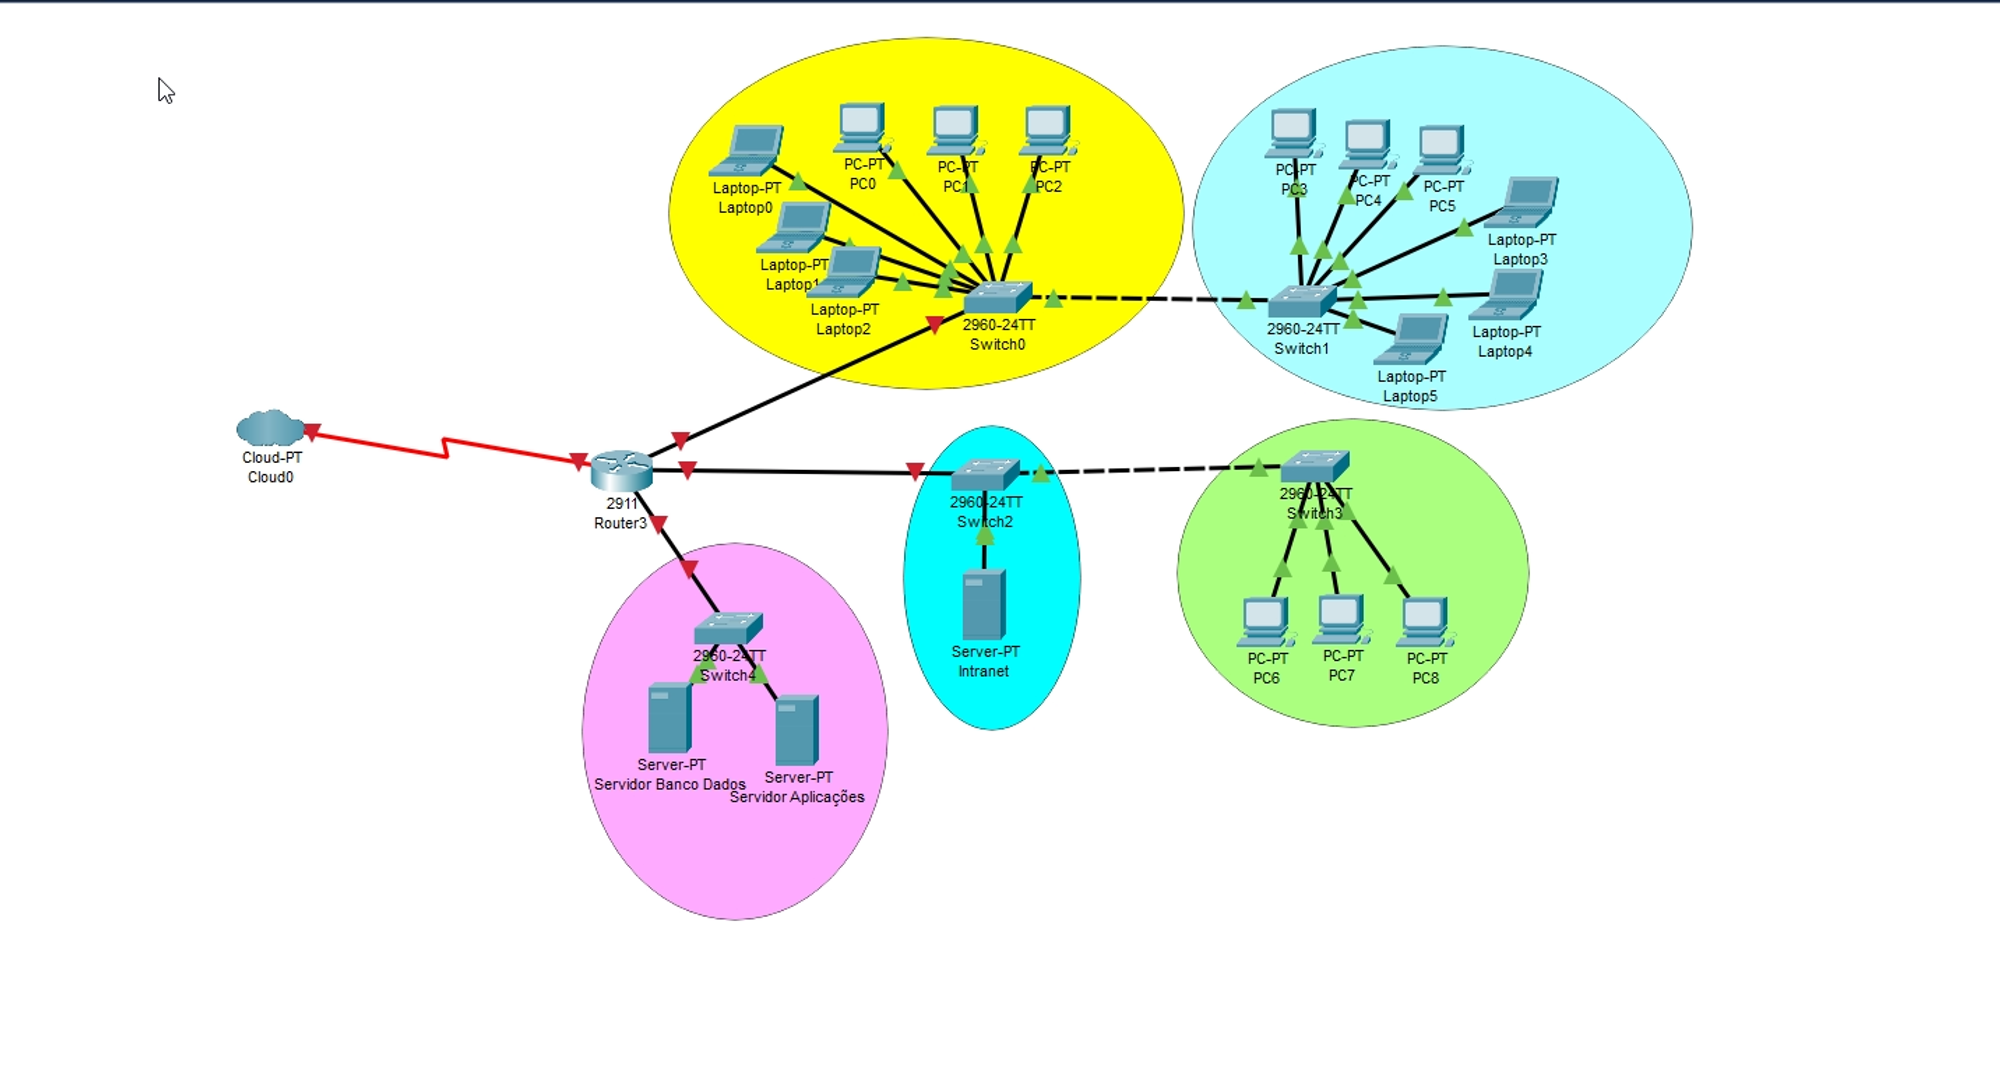 Laptop-PT
Laptop0
PC-PT
PC0
PC-PT
PC1
PC-PT
PC2
Laptop-PT
Laptop1
Laptop-PT
Laptop2
2960-24TT
Switch0
PC-PT
PC3
PC-PT
PC4
PC-PT
PC5
Laptop-PT
Laptop3
Laptop-PT
Laptop4
Laptop-PT
Laptop5
2960-24TT
Switch1
Cloud-PT
Cloud0
2911
Router3
2960-24TT
Switch2
Server-PT
Intranet
2960-24TT
Switch3
PC-PT
PC6
PC-PT
PC7
PC-PT
PC8
2960-24TT
Switch4
Server-PT
Servidor Banco Dados
Server-PT
Servidor Aplicações